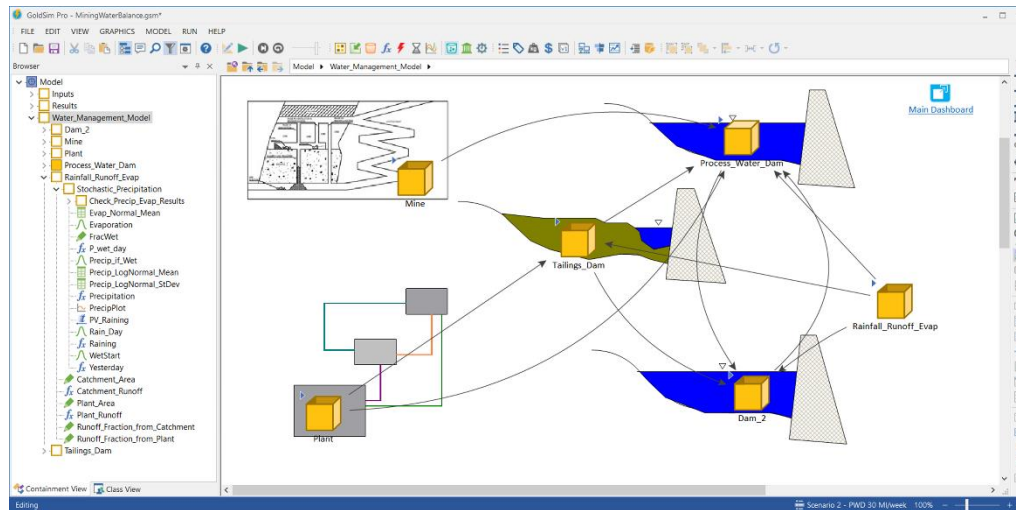 GoldSim Pro - MiningWaterBalance.gsm*
FILE EDIT VIEW GRAPHICS MODEL RUN HELP
Browser
Model ▸ Water_Management_Model ▸
Model
Inputs
Results
Water_Management_Model
Dam_2
Mine
Plant
Process_Water_Dam
Rainfall_Runoff_Evap
Stochastic_Precipitation
Check_Precip_Evap_Results
Evap_Normal_Mean
Evaporation
FracWet
P_wet_day
Precip_if_Wet
Precip_LogNormal_Mean
Precip_LogNormal_StDev
Precipitation
PrecipPlot
PV_Raining
Rain_Day
Raining
WetStart
Yesterday
Catchment_Area
Catchment_Runoff
Plant_Area
Plant_Runoff
Runoff_Fraction_from_Catchment
Runoff_Fraction_from_Plant
Tailings_Dam
Containment View Class View
Main Dashboard
Process_Water_Dam
Mine
Tailings_Dam
Rainfall_Runoff_Evap
Dam_2
Plant
Editing
Scenario 2 - PWD 30 Ml/week 100%